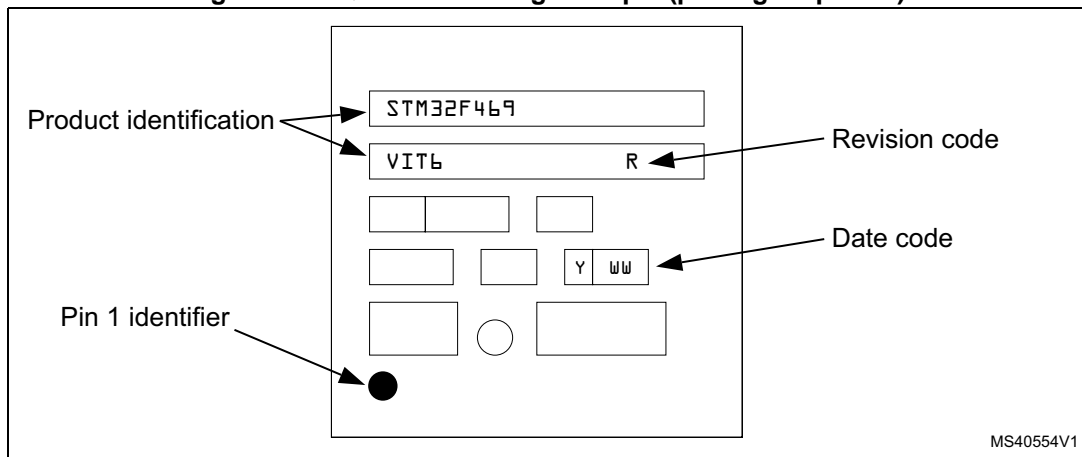 STM32F469
Product identification
VIT6 R
Revision code
Date code
Y WW
Pin 1 identifier
MS40554V1